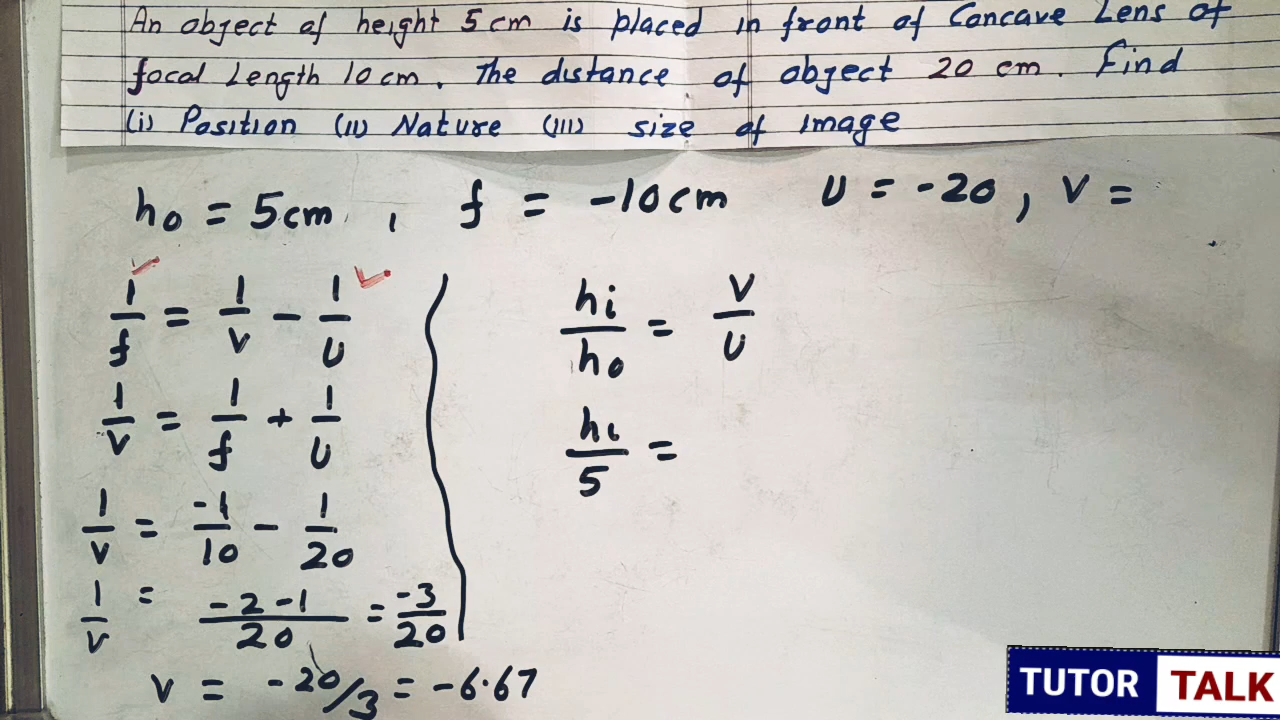 An object of height 5 cm is placed in front of Concave Lens of
focal Length 10 cm. The distance of object 20 cm. Find
(i) Position (ii) Nature (iii) size of image
ho = 5cm, f = -10cm U = -20, V =
1/f = 1/v - 1/U
1/v = 1/f + 1/U
1/v = -1/10 - 1/20
1/v = -2-1/20 = -3/20
v = -20/3 = -6.67
hi/ho = V/U
hi/5 =
TUTOR TALK